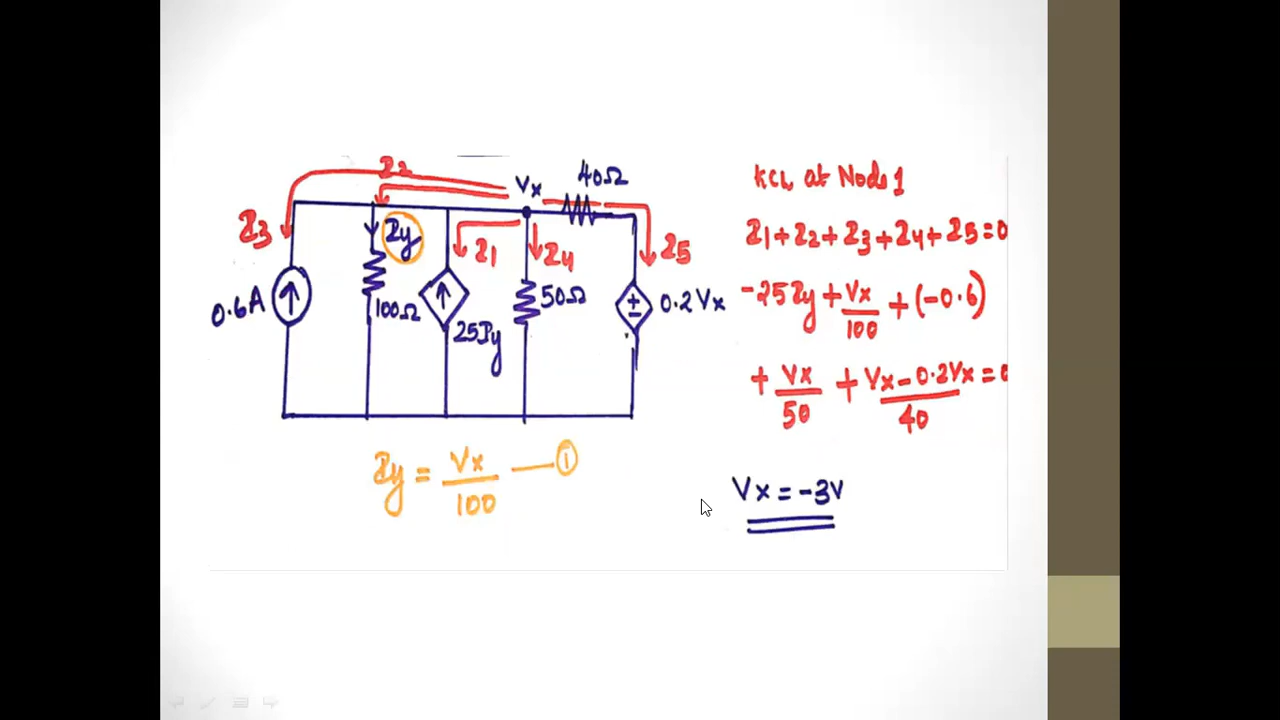 I2
Vx
40Ω
KCL at Node 1
I3
Iy
I1
I4
I5
I1+I2+I3+I4+I5=0
0.6A
100Ω
25Iy
50Ω
+
-
0.2Vx
-25Iy+Vx/100+(-0.6)
+Vx/50+Vx-0.2Vx/40=0
Iy=Vx/100—①
Vx=-3V